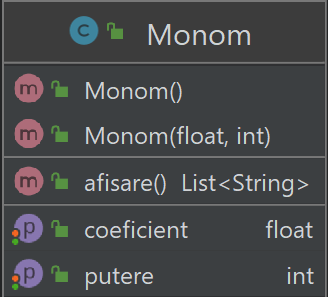 C Monom
m Monom()
m Monom(float, int)
m afisare() List<String>
p coeficient float
p putere int